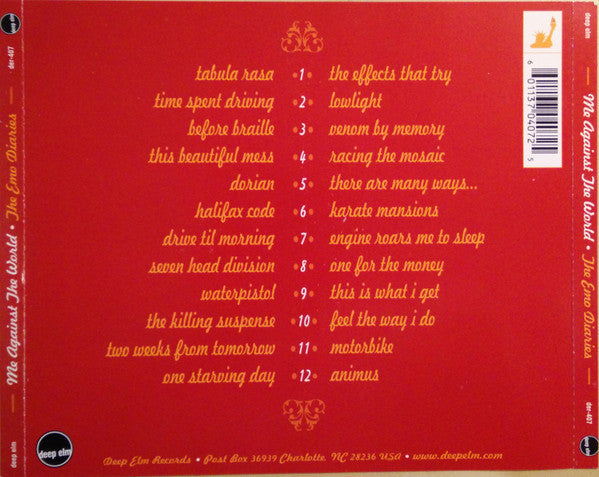 deep elm
der-407
Me Against The World • The Emo Diaries
deep elm
tabula rasa •1• the effects that try
time spent driving •2• lowlight
before braille •3• venom by memory
this beautiful mess •4• racing the mosaic
dorian •5• there are many ways...
halifax code •6• karate mansions
drive til morning •7• engine roars me to sleep
seven head division •8• one for the money
waterpistol •9• this is what i get
the killing suspense •10• feel the way i do
two weeks from tomorrow •11• motorbike
one starving day •12• animus
deep elm
Deep Elm Records • Post Box 36939 Charlotte, NC 28236 USA • www.deepelm.com
6 01137 04072 5
deep elm
Me Against The World • The Emo Diaries
der-407
deep elm